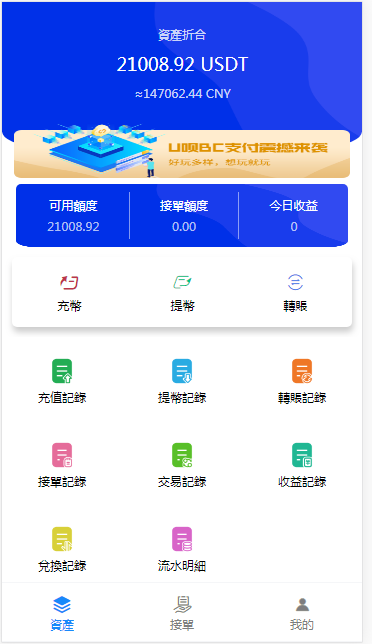 資產折合
21008.92 USDT
≈147062.44 CNY
U呗BC支付震撼来袭
好玩多样，想玩就玩
可用額度 接單額度 今日收益
21008.92 0.00 0
充幣 提幣 轉賬
充值記錄 提幣記錄 轉賬記錄
接單記錄 交易記錄 收益記錄
兌換記錄 流水明細
資產 接單 我的